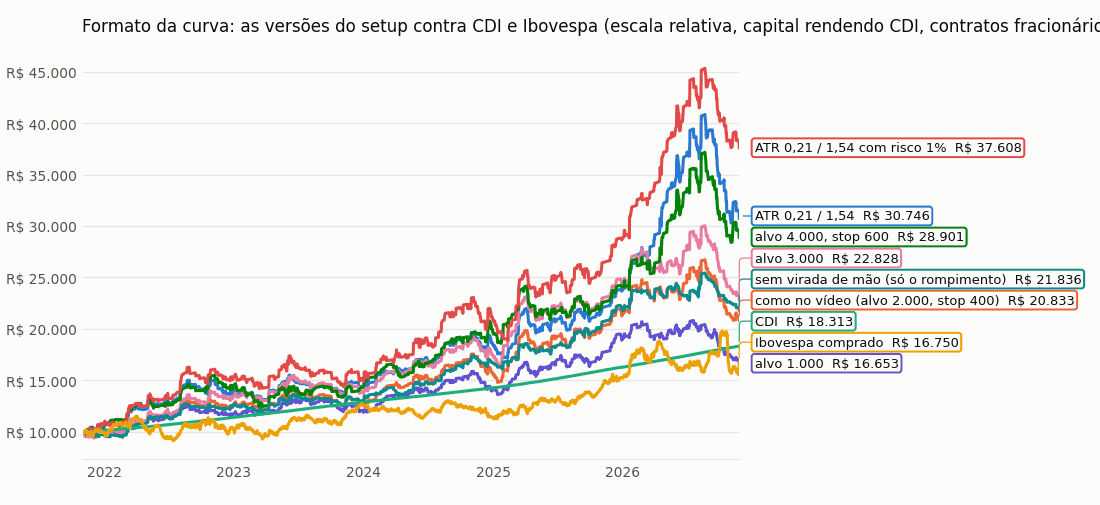 Formato da curva: as versões do setup contra CDI e Ibovespa (escala relativa, capital rendendo CDI, contratos fracionário
R$ 45.000
R$ 40.000
R$ 35.000
R$ 30.000
R$ 25.000
R$ 20.000
R$ 15.000
R$ 10.000
2022
2023
2024
2025
2026
ATR 0,21 / 1,54 com risco 1% R$ 37.608
ATR 0,21 / 1,54 R$ 30.746
alvo 4.000, stop 600 R$ 28.901
alvo 3.000 R$ 22.828
sem virada de mão (só o rompimento) R$ 21.836
como no vídeo (alvo 2.000, stop 400) R$ 20.833
CDI R$ 18.313
Ibovespa comprado R$ 16.750
alvo 1.000 R$ 16.653